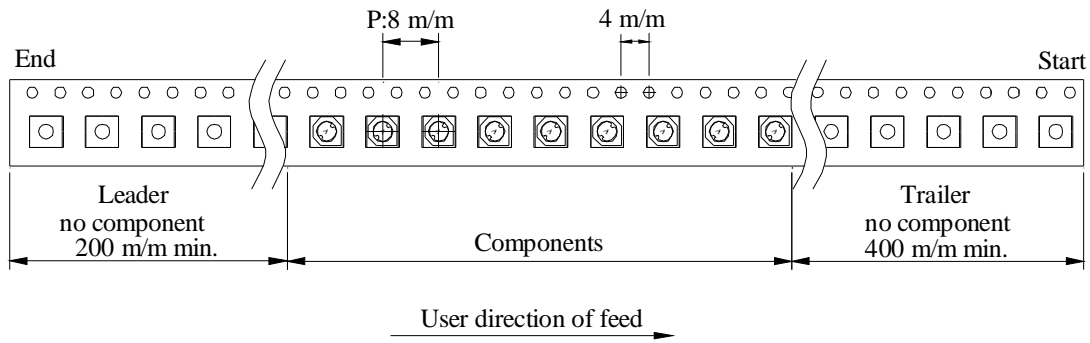 P:8 m/m
4 m/m
End
Start
Leader
no component
200 m/m min.
Components
Trailer
no component
400 m/m min.
User direction of feed